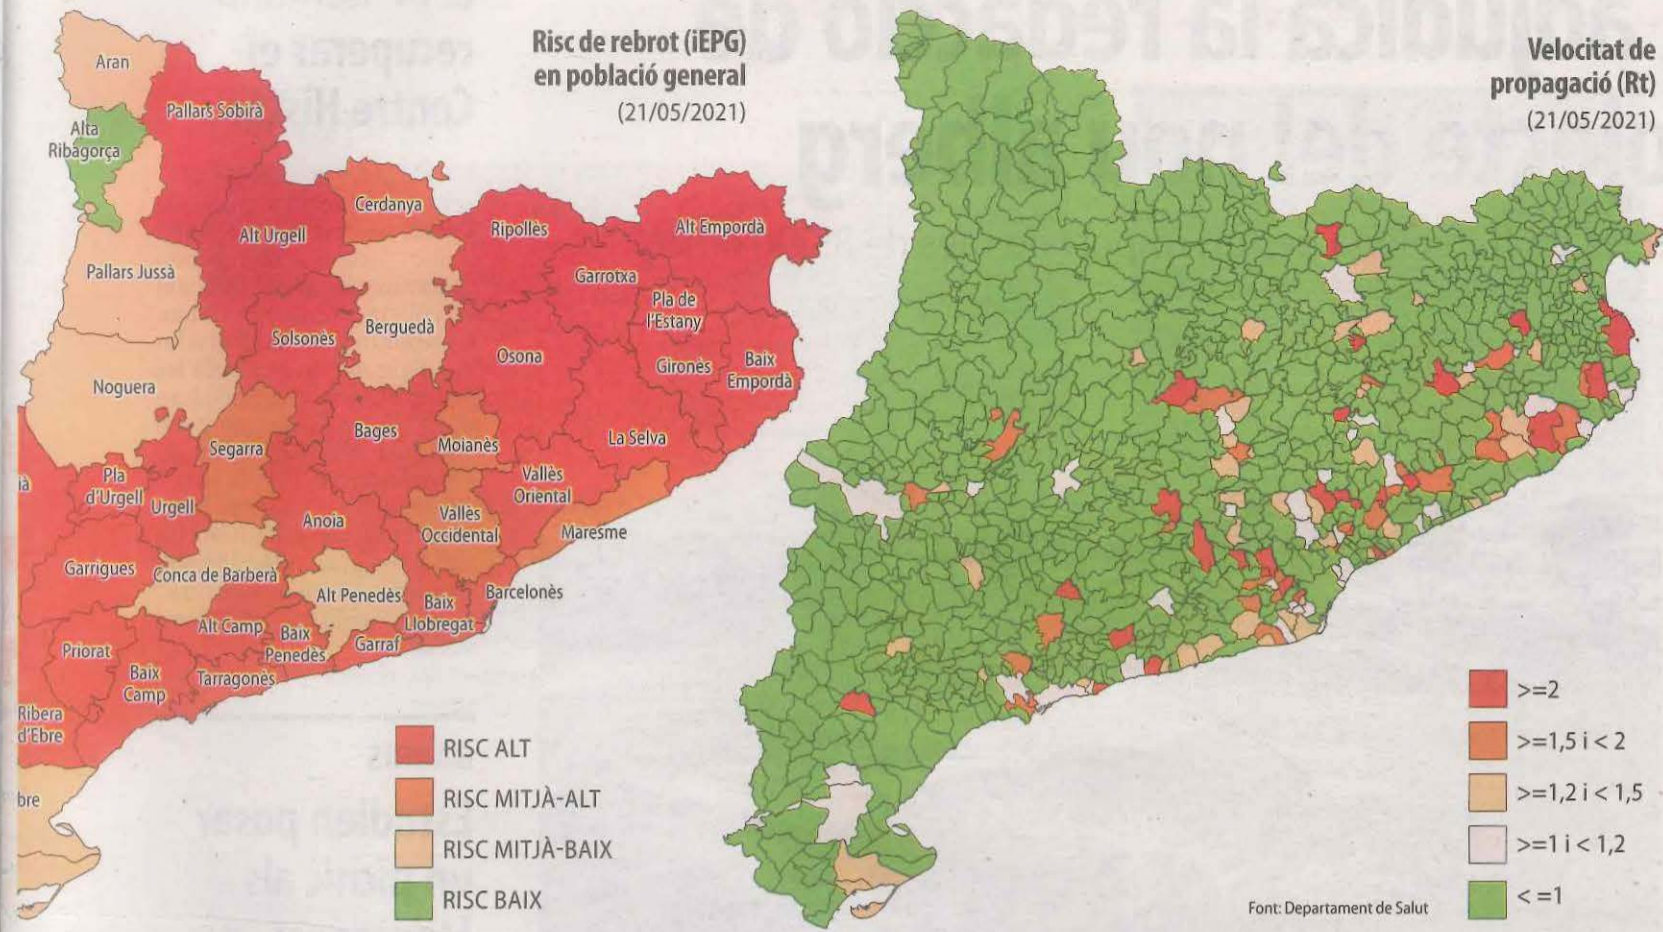 Risc de rebrot (iEPG)
en població general
(21/05/2021)
Aran
Pallars Sobirà
Alta
Ribagorça
Cerdanya
Alt Urgell
Ripollès
Alt Empordà
Pallars Jussà
Garrotxa
Pla de
l'Estany
Berguedà
Solsonès
Osona
Gironès
Baix
Empordà
Noguera
Bages
Moianès
La Selva
Segarra
ià
Pla
d'Urgell
Urgell
Vallès
Oriental
Anoia
Vallès
Occidental
Maresme
Garrigues
Conca de Barberà
Alt Penedès
Baix
Llobregat
Barcelonès
Alt Camp
Baix
Penedès
Garraf
Priorat
Baix
Camp
Tarragonès
Ribera
d'Ebre
bre
RISC ALT
RISC MITJÀ-ALT
RISC MITJÀ-BAIX
RISC BAIX
Velocitat de
propagació (Rt)
(21/05/2021)
>=2
>=1,5 i < 2
>=1,2 i < 1,5
>=1 i < 1,2
< =1
Font: Departament de Salut